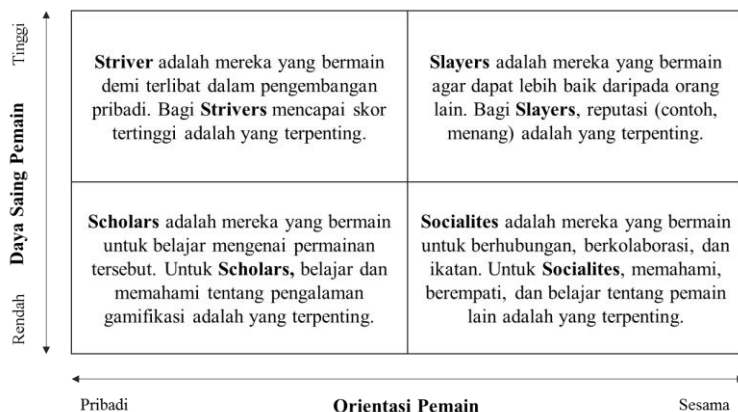 Tinggi
Daya Saing Pemain
Rendah
Striver adalah mereka yang bermain
demi terlibat dalam pengembangan
pribadi. Bagi Strivers mencapai skor
tertinggi adalah yang terpenting.
Slayers adalah mereka yang bermain
agar dapat lebih baik daripada orang
lain. Bagi Slayers, reputasi (contoh,
menang) adalah yang terpenting.
Scholars adalah mereka yang bermain
untuk belajar mengenai permainan
tersebut. Untuk Scholars, belajar dan
memahami tentang pengalaman
gamifikasi adalah yang terpenting.
Socialites adalah mereka yang bermain
untuk berhubungan, berkolaborasi, dan
ikatan. Untuk Socialites, memahami,
berempati, dan belajar tentang pemain
lain adalah yang terpenting.
Pribadi
Orientasi Pemain
Sesama